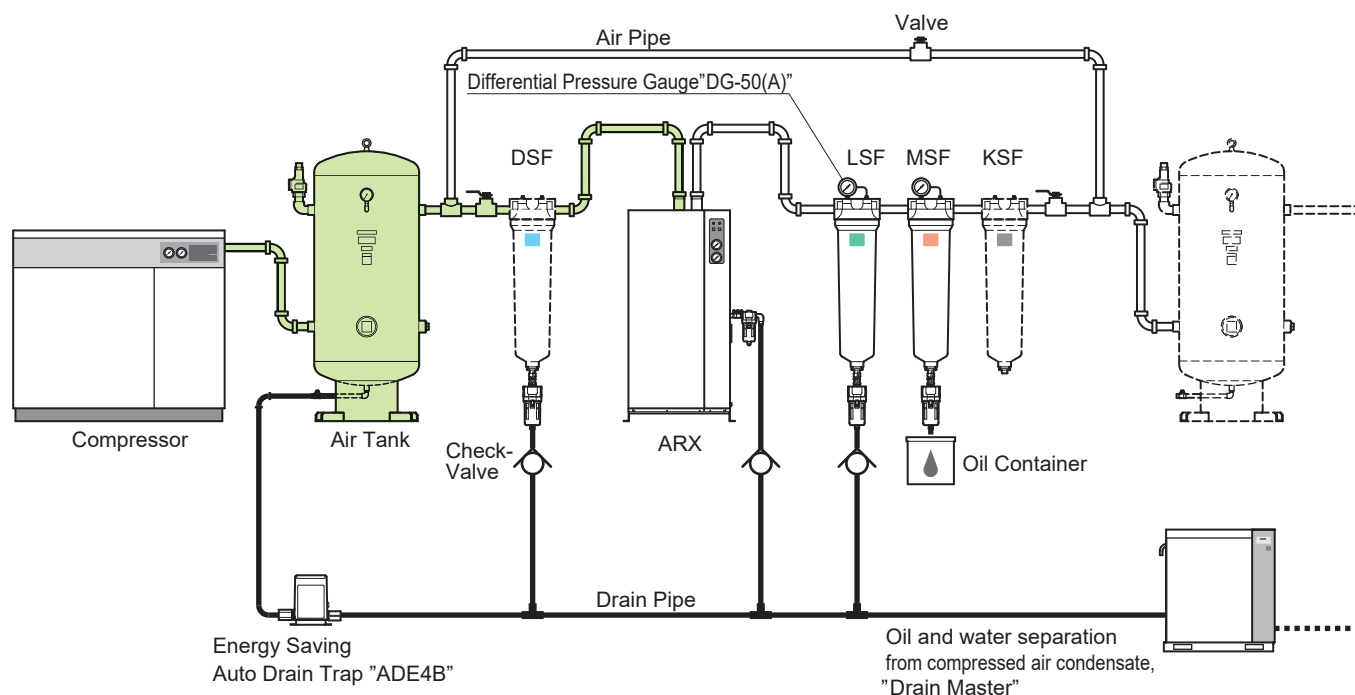 Valve
Air Pipe
Differential Pressure Gauge"DG-50(A)"
DSF
LSF
MSF
KSF
Compressor
Air Tank
Check-
Valve
ARX
Oil Container
Drain Pipe
Energy Saving
Auto Drain Trap "ADE4B"
Oil and water separation
from compressed air condensate,
"Drain Master"